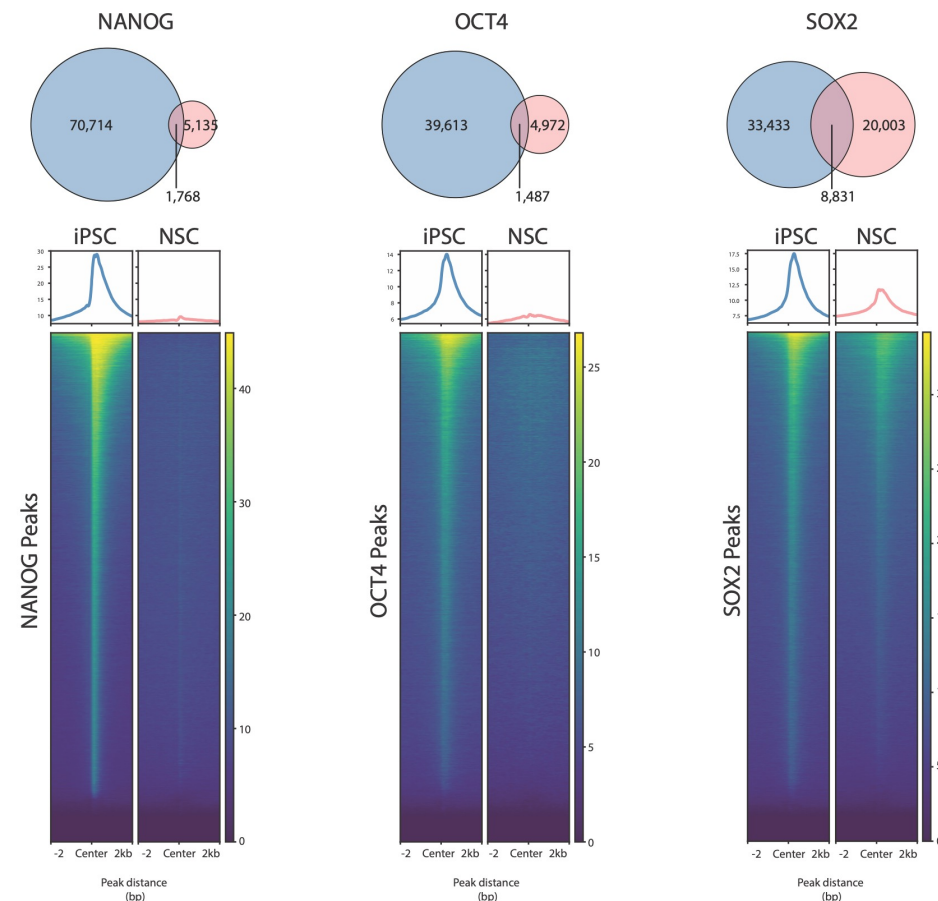 NANOG
OCT4
SOX2
70,714
5,135
1,768
39,613
4,972
1,487
33,433
20,003
8,831
iPSC NSC
30
25
20
15
10
iPSC NSC
14
12
10
8
6
iPSC NSC
17.5
15.0
12.5
10.0
7.5
NANOG Peaks
40
30
20
10
0
OCT4 Peaks
25
20
15
10
5
0
SOX2 Peaks
-2 Center 2kb
-2 Center 2kb
Peak distance
(bp)
-2 Center 2kb
-2 Center 2kb
Peak distance
(bp)
-2 Center 2kb
-2 Center 2kb
Peak distance
(bp)